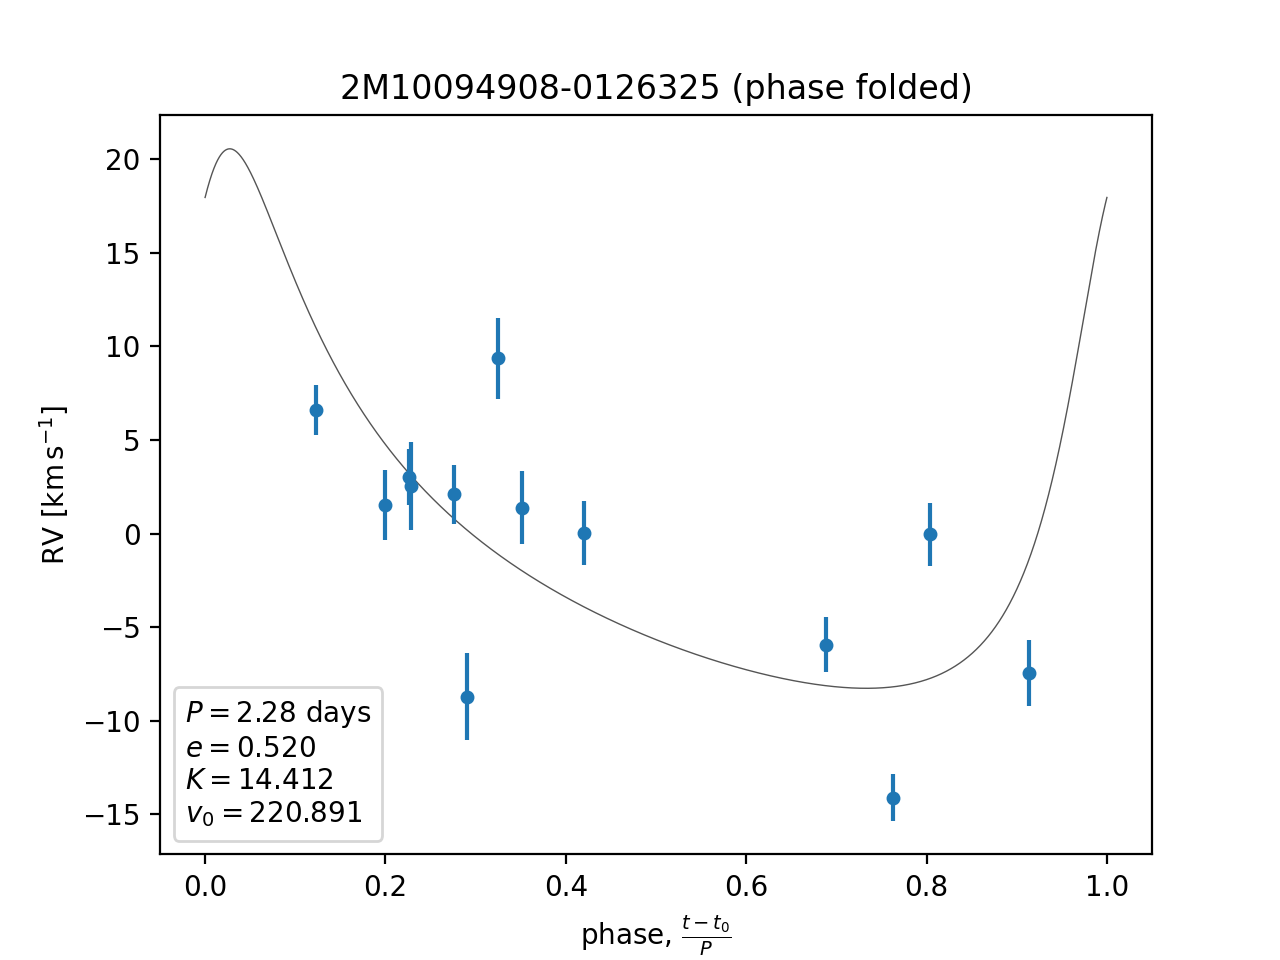 2M10094908-0126325 (phase folded)
20
15
10
5
0
−5
−10
−15
RV [km s⁻¹]
P = 2.28 days
e = 0.520
K = 14.412
v₀ = 220.891
0.0 0.2 0.4 0.6 0.8 1.0
phase, (t − t₀)/P